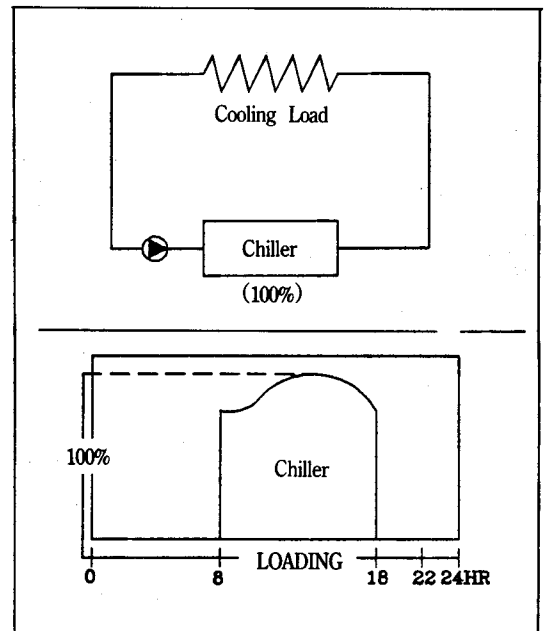 Cooling Load
Chiller
(100%)
100%
Chiller
LOADING
0 8 18 22 24HR